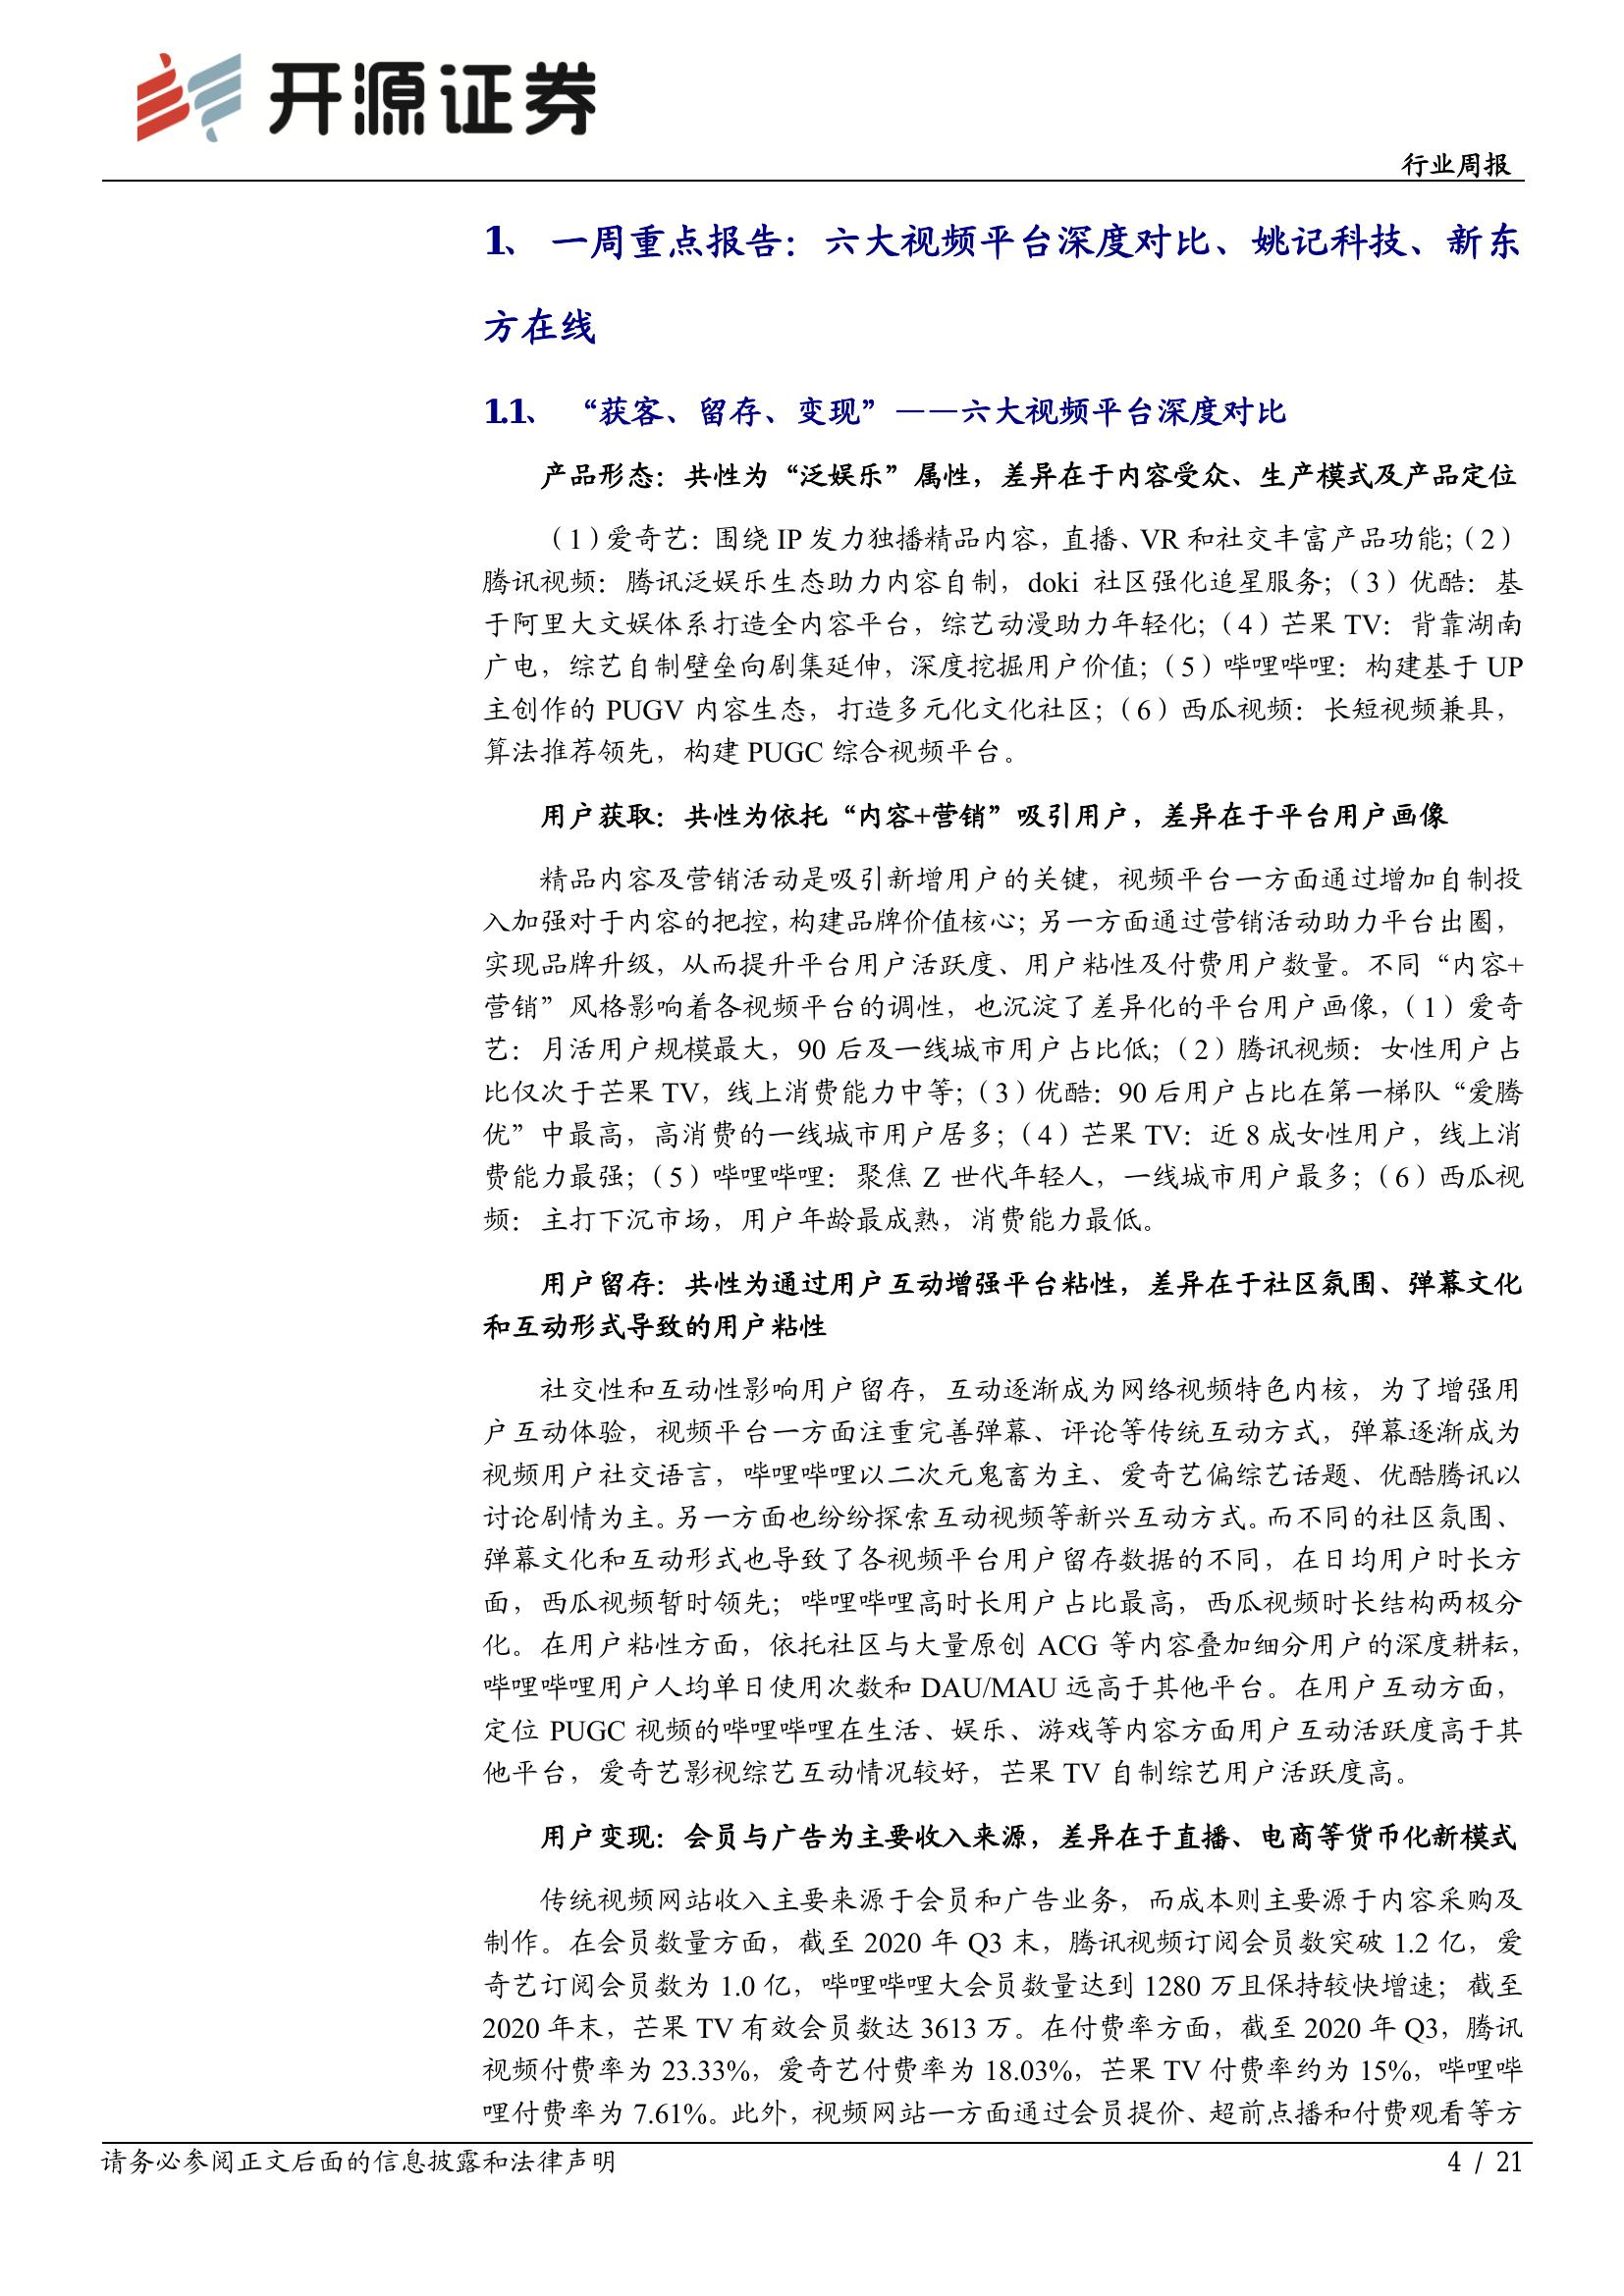 开源证券
行业周报
1、 一周重点报告：六大视频平台深度对比、姚记科技、新东
方在线
1.1、 “获客、留存、变现”——六大视频平台深度对比
产品形态：共性为“泛娱乐”属性，差异在于内容受众、生产模式及产品定位
（1）爱奇艺：围绕 IP 发力独播精品内容，直播、VR 和社交丰富产品功能；（2）
腾讯视频：腾讯泛娱乐生态助力内容自制，doki 社区强化追星服务；（3）优酷：基
于阿里大文娱体系打造全内容平台，综艺动漫助力年轻化；（4）芒果 TV：背靠湖南
广电，综艺自制壁垒向剧集延伸，深度挖掘用户价值；（5）哔哩哔哩：构建基于 UP
主创作的 PUGV 内容生态，打造多元化文化社区；（6）西瓜视频：长短视频兼具，
算法推荐领先，构建 PUGC 综合视频平台。
用户获取：共性为依托“内容+营销”吸引用户，差异在于平台用户画像
精品内容及营销活动是吸引新增用户的关键，视频平台一方面通过增加自制投
入加强对于内容的把控，构建品牌价值核心；另一方面通过营销活动助力平台出圈，
实现品牌升级，从而提升平台用户活跃度、用户粘性及付费用户数量。不同“内容+
营销”风格影响着各视频平台的调性，也沉淀了差异化的平台用户画像，（1）爱奇
艺：月活用户规模最大，90 后及一线城市用户占比低；（2）腾讯视频：女性用户占
比仅次于芒果 TV，线上消费能力中等；（3）优酷：90 后用户占比在第一梯队“爱腾
优”中最高，高消费的一线城市用户居多；（4）芒果 TV：近 8 成女性用户，线上消
费能力最强；（5）哔哩哔哩：聚焦 Z 世代年轻人，一线城市用户最多；（6）西瓜视
频：主打下沉市场，用户年龄最成熟，消费能力最低。
用户留存：共性为通过用户互动增强平台粘性，差异在于社区氛围、弹幕文化
和互动形式导致的用户粘性
社交性和互动性影响用户留存，互动逐渐成为网络视频特色内核，为了增强用
户互动体验，视频平台一方面注重完善弹幕、评论等传统互动方式，弹幕逐渐成为
视频用户社交语言，哔哩哔哩以二次元鬼畜为主、爱奇艺偏综艺话题、优酷腾讯以
讨论剧情为主。另一方面也纷纷探索互动视频等新兴互动方式。而不同的社区氛围、
弹幕文化和互动形式也导致了各视频平台用户留存数据的不同，在日均用户时长方
面，西瓜视频暂时领先；哔哩哔哩高时长用户占比最高，西瓜视频时长结构两极分
化。在用户粘性方面，依托社区与大量原创 ACG 等内容叠加细分用户的深度耕耘，
哔哩哔哩用户人均单日使用次数和 DAU/MAU 远高于其他平台。在用户互动方面，
定位 PUGC 视频的哔哩哔哩在生活、娱乐、游戏等内容方面用户互动活跃度高于其
他平台，爱奇艺影视综艺互动情况较好，芒果 TV 自制综艺用户活跃度高。
用户变现：会员与广告为主要收入来源，差异在于直播、电商等货币化新模式
传统视频网站收入主要来源于会员和广告业务，而成本则主要源于内容采购及
制作。在会员数量方面，截至 2020 年 Q3 末，腾讯视频订阅会员数突破 1.2 亿，爱
奇艺订阅会员数为 1.0 亿，哔哩哔哩大会员数量达到 1280 万且保持较快增速；截至
2020 年末，芒果 TV 有效会员数达 3613 万。在付费率方面，截至 2020 年 Q3，腾讯
视频付费率为 23.33%，爱奇艺付费率为 18.03%，芒果 TV 付费率约为 15%，哔哩哔
哩付费率为 7.61%。此外，视频网站一方面通过会员提价、超前点播和付费观看等方
请务必参阅正文后面的信息披露和法律声明
4 / 21